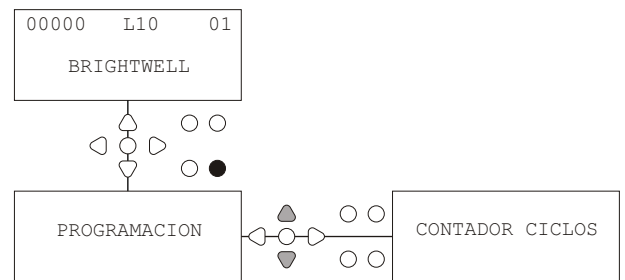 00000 L10 01
BRIGHTWELL
PROGRAMACION
CONTADOR CICLOS